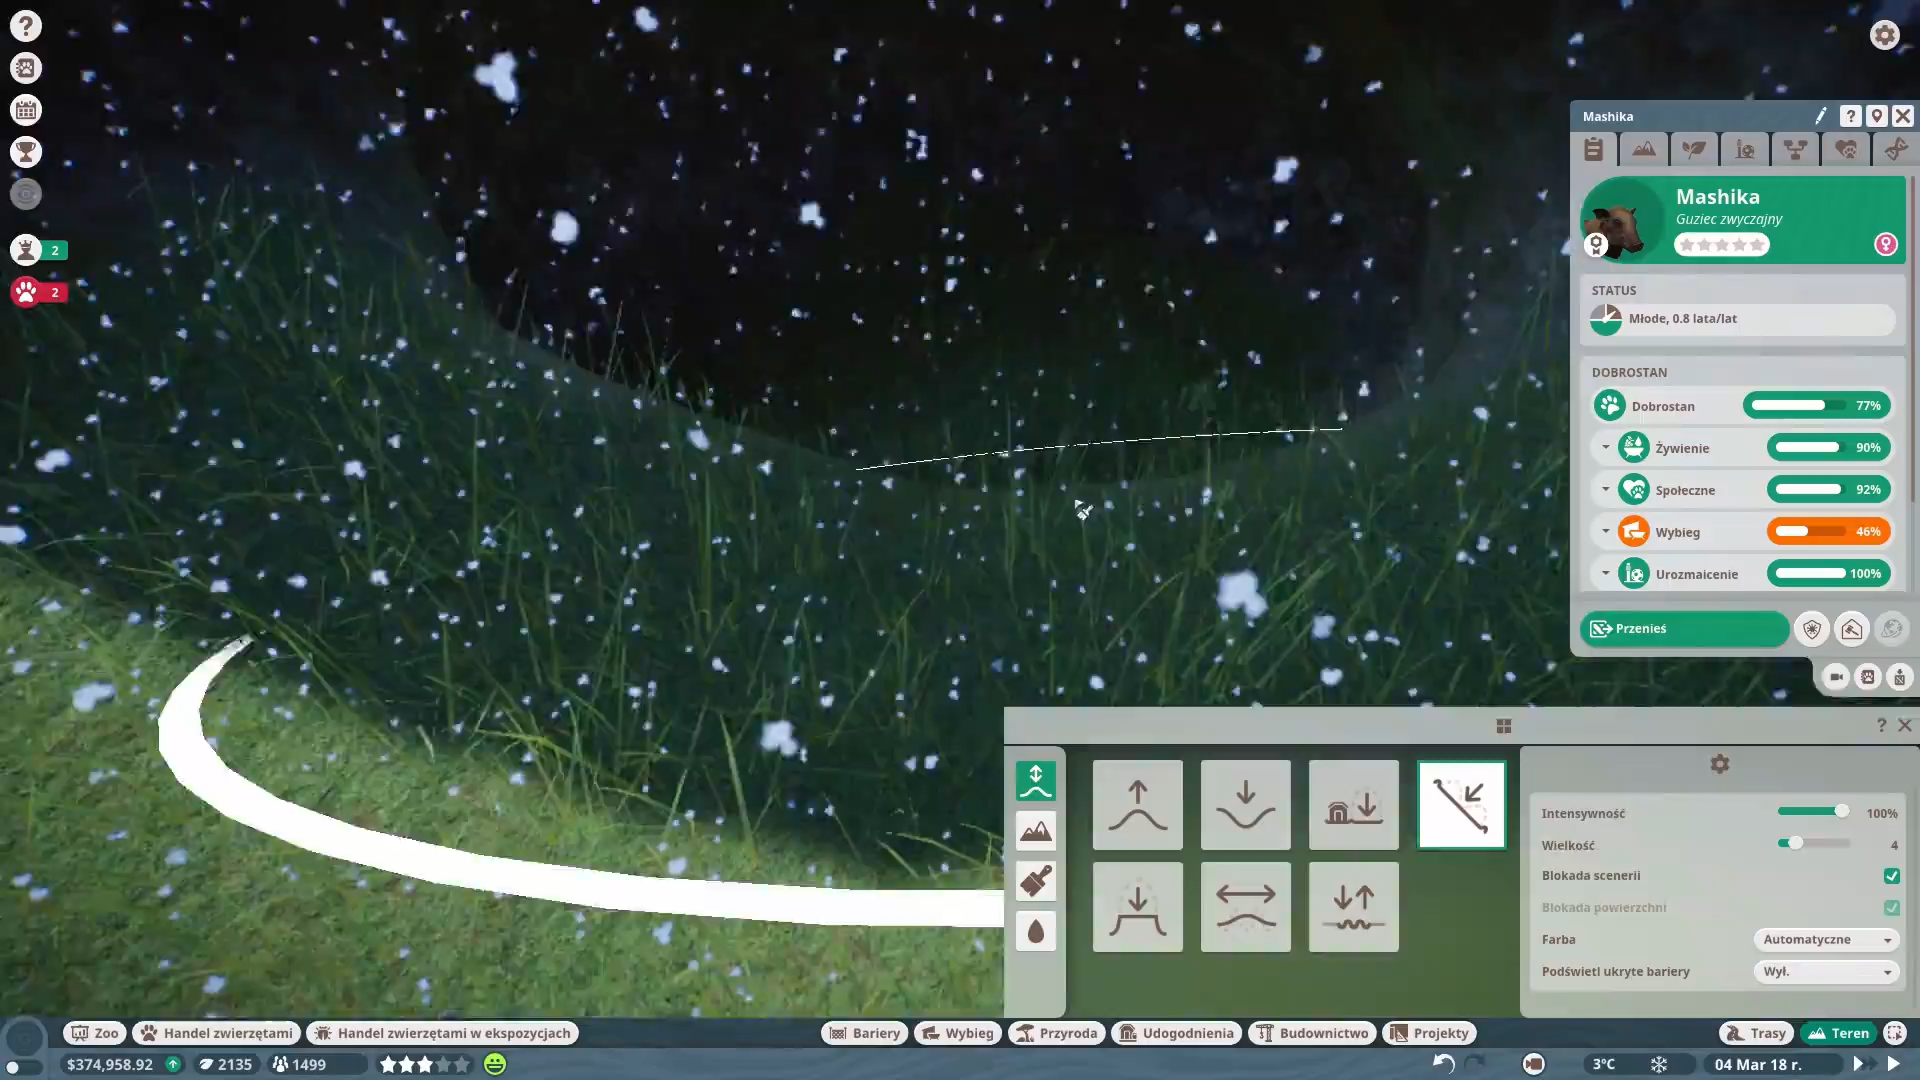 2
2
Mashika
Mashika
Guziec zwyczajny
STATUS
Młode, 0.8 lata/lat
DOBROSTAN
Dobrostan 77%
Żywienie 90%
Społeczne 92%
Wybieg 46%
Urozmaicenie 100%
Przenieś
Intensywność 100%
Wielkość 4
Blokada scenerii
Blokada powierzchni
Farba Automatyczne
Podświetl ukryte bariery Wył.
Zoo Handel zwierzętami Handel zwierzętami w ekspozycjach Bariery Wybieg Przyroda Udogodnienia Budownictwo Projekty Trasy Teren
$374,958.92 2135 1499 3°C 04 Mar 18 r.